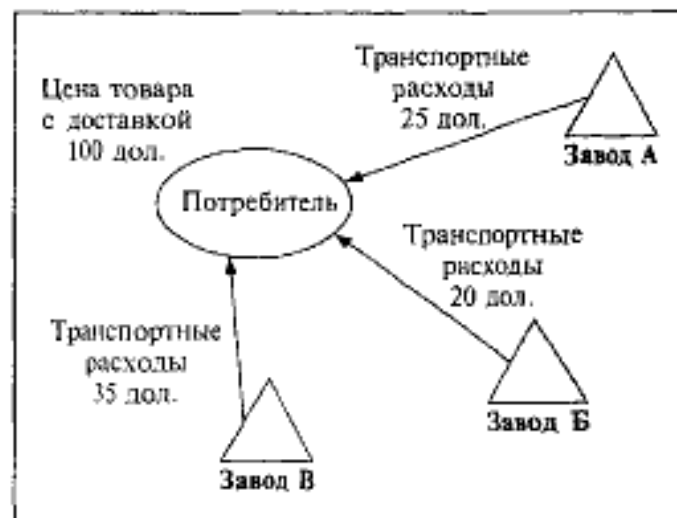 Цена товара
с доставкой
100 дол.
Транспортные
расходы
25 дол.
Завод А
Потребитель
Транспортные
расходы
20 дол.
Завод Б
Транспортные
расходы
35 дол.
Завод В